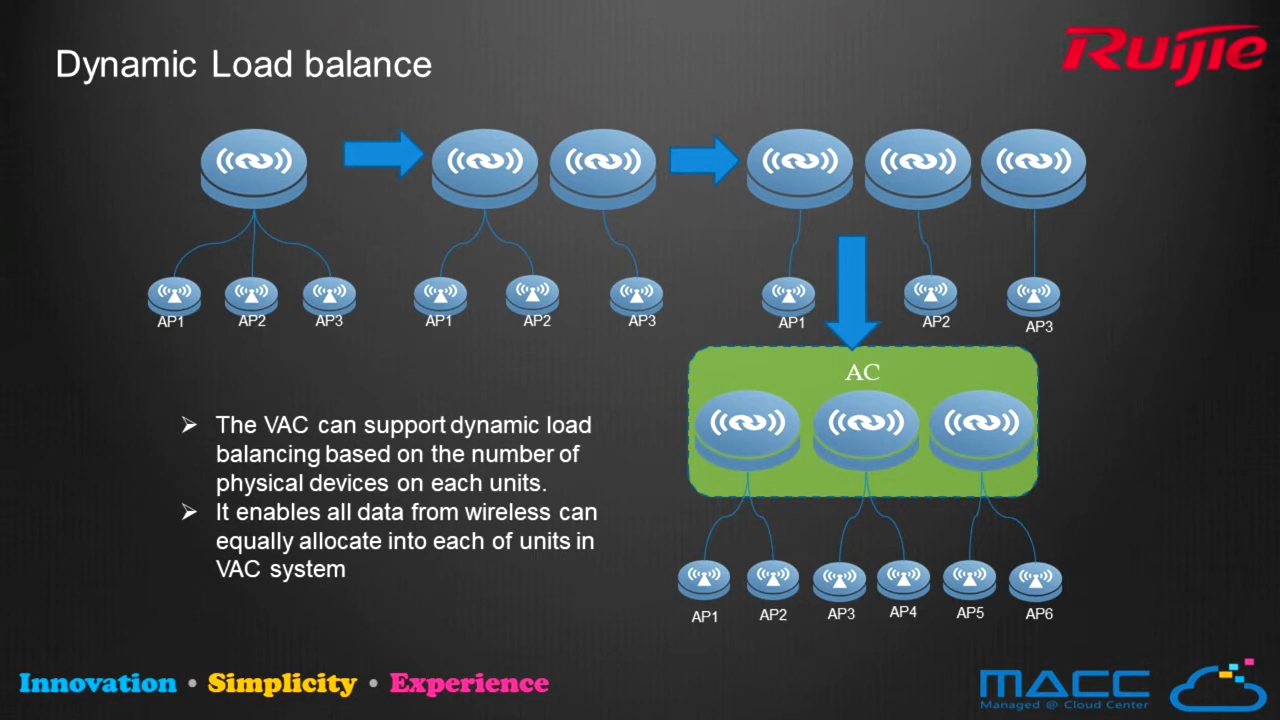 Dynamic Load balance
Ruijie
AP1 AP2 AP3 AP1 AP2 AP3 AP1 AP2 AP3
AC
➢ The VAC can support dynamic load
balancing based on the number of
physical devices on each units.
➢ It enables all data from wireless can
equally allocate into each of units in
VAC system
AP1 AP2 AP3 AP4 AP5 AP6
Innovation • Simplicity • Experience
MACC
Managed @ Cloud Center